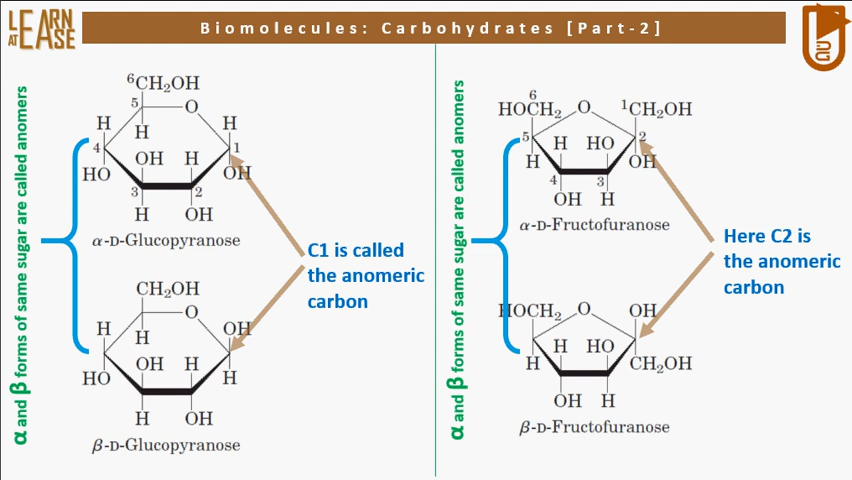 LEARN
AT EASE
Biomolecules: Carbohydrates [Part-2]
α and β forms of same sugar are called anomers
6CH₂OH
5
O
H
H
H
4
1
OH
H
HO
OH
3
2
H
OH
α-D-Glucopyranose
C1 is called
the anomeric
carbon
CH₂OH
O
H
OH
H
OH
H
HO
H
H
OH
β-D-Glucopyranose
α and β forms of same sugar are called anomers
6
HOCH₂
O
1CH₂OH
5
2
H
HO
H
OH
4
3
OH
H
α-D-Fructofuranose
Here C2 is
the anomeric
carbon
HOCH₂
O
OH
H
HO
H
CH₂OH
OH
H
β-D-Fructofuranose